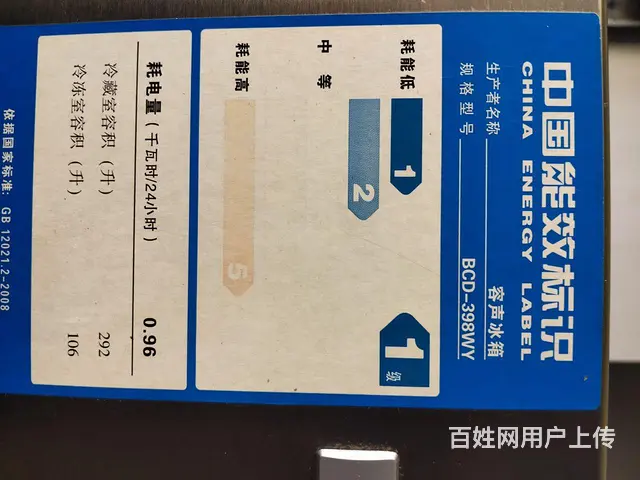 中国能效标识
CHINA ENERGY LABEL
生产者名称 容声冰箱
规格型号 BCD-398WY
耗能低
1
1级
2
中等
5
耗能高
耗电量（千瓦时/24小时） 0.96
冷藏室容积（升） 292
冷冻室容积（升） 106
依据国家标准：GB 12021.2-2008
百姓网用户上传